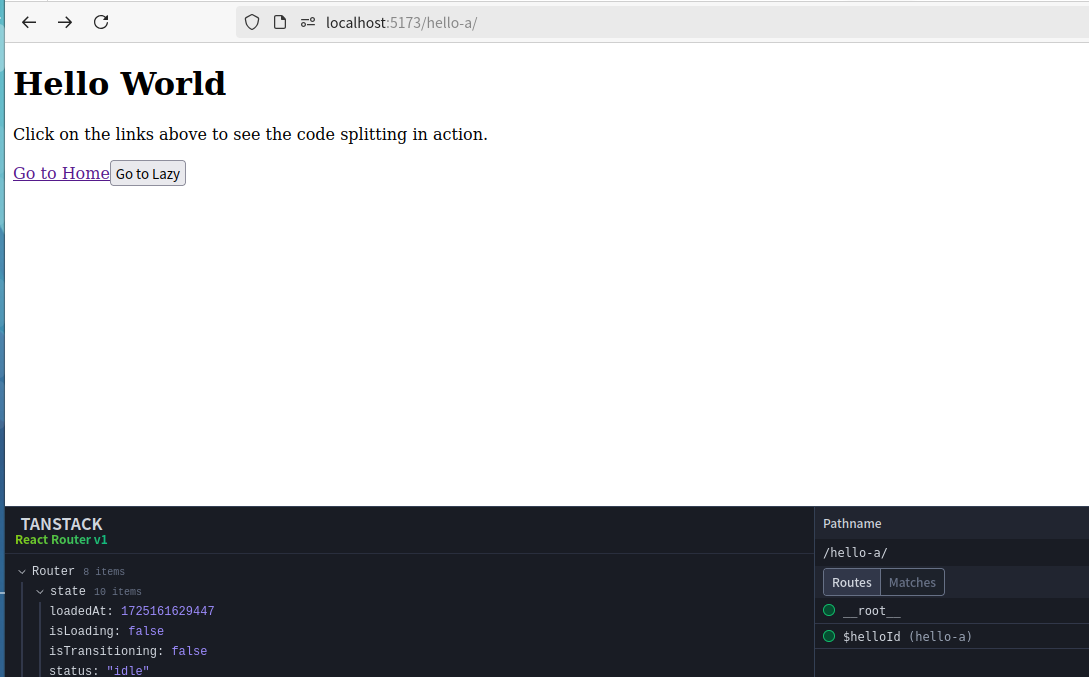 localhost:5173/hello-a/
Hello World
Click on the links above to see the code splitting in action.
Go to Home Go to Lazy
TANSTACK
React Router v1
Router 8 items
state 10 items
loadedAt: 1725161629447
isLoading: false
isTransitioning: false
status: "idle"
Pathname
/hello-a/
Routes Matches
__root__
$helloId (hello-a)